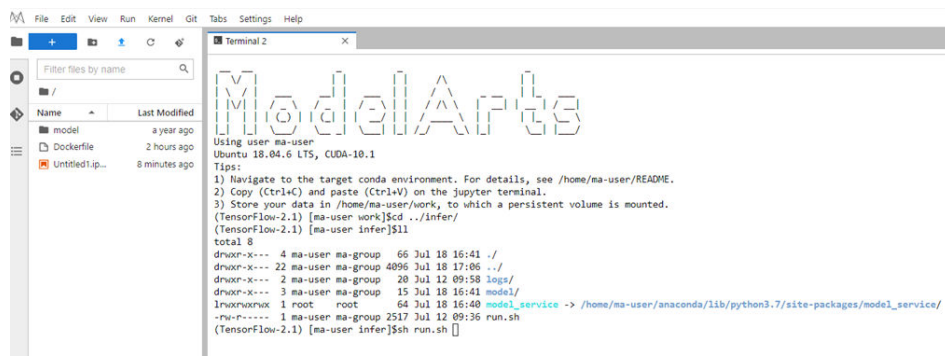 File Edit View Run Kernel Git Tabs Settings Help
Filter files by name
/
Name Last Modified
model a year ago
Dockerfile 2 hours ago
Untitled1.ip... 8 minutes ago
Terminal 2
ModelArts
Using user ma-user
Ubuntu 18.04.6 LTS, CUDA-10.1
Tips:
1) Navigate to the target conda environment. For details, see /home/ma-user/README.
2) Copy (Ctrl+C) and paste (Ctrl+V) on the jupyter terminal.
3) Store your data in /home/ma-user/work, to which a persistent volume is mounted.
(TensorFlow-2.1) [ma-user work]$cd ../infer/
(TensorFlow-2.1) [ma-user infer]$ll
total 8
drwxr-x--- 4 ma-user ma-group 66 Jul 18 16:41 ./
drwxr-x--- 22 ma-user ma-group 4096 Jul 18 17:06 ../
drwxr-x--- 2 ma-user ma-group 20 Jul 12 09:58 logs/
drwxr-x--- 3 ma-user ma-group 15 Jul 18 16:41 model/
lrwxrwxrwx 1 root root 64 Jul 18 16:40 model_service -> /home/ma-user/anaconda/lib/python3.7/site-packages/model_service/
-rw-r----- 1 ma-user ma-group 2517 Jul 12 09:36 run.sh
(TensorFlow-2.1) [ma-user infer]$sh run.sh